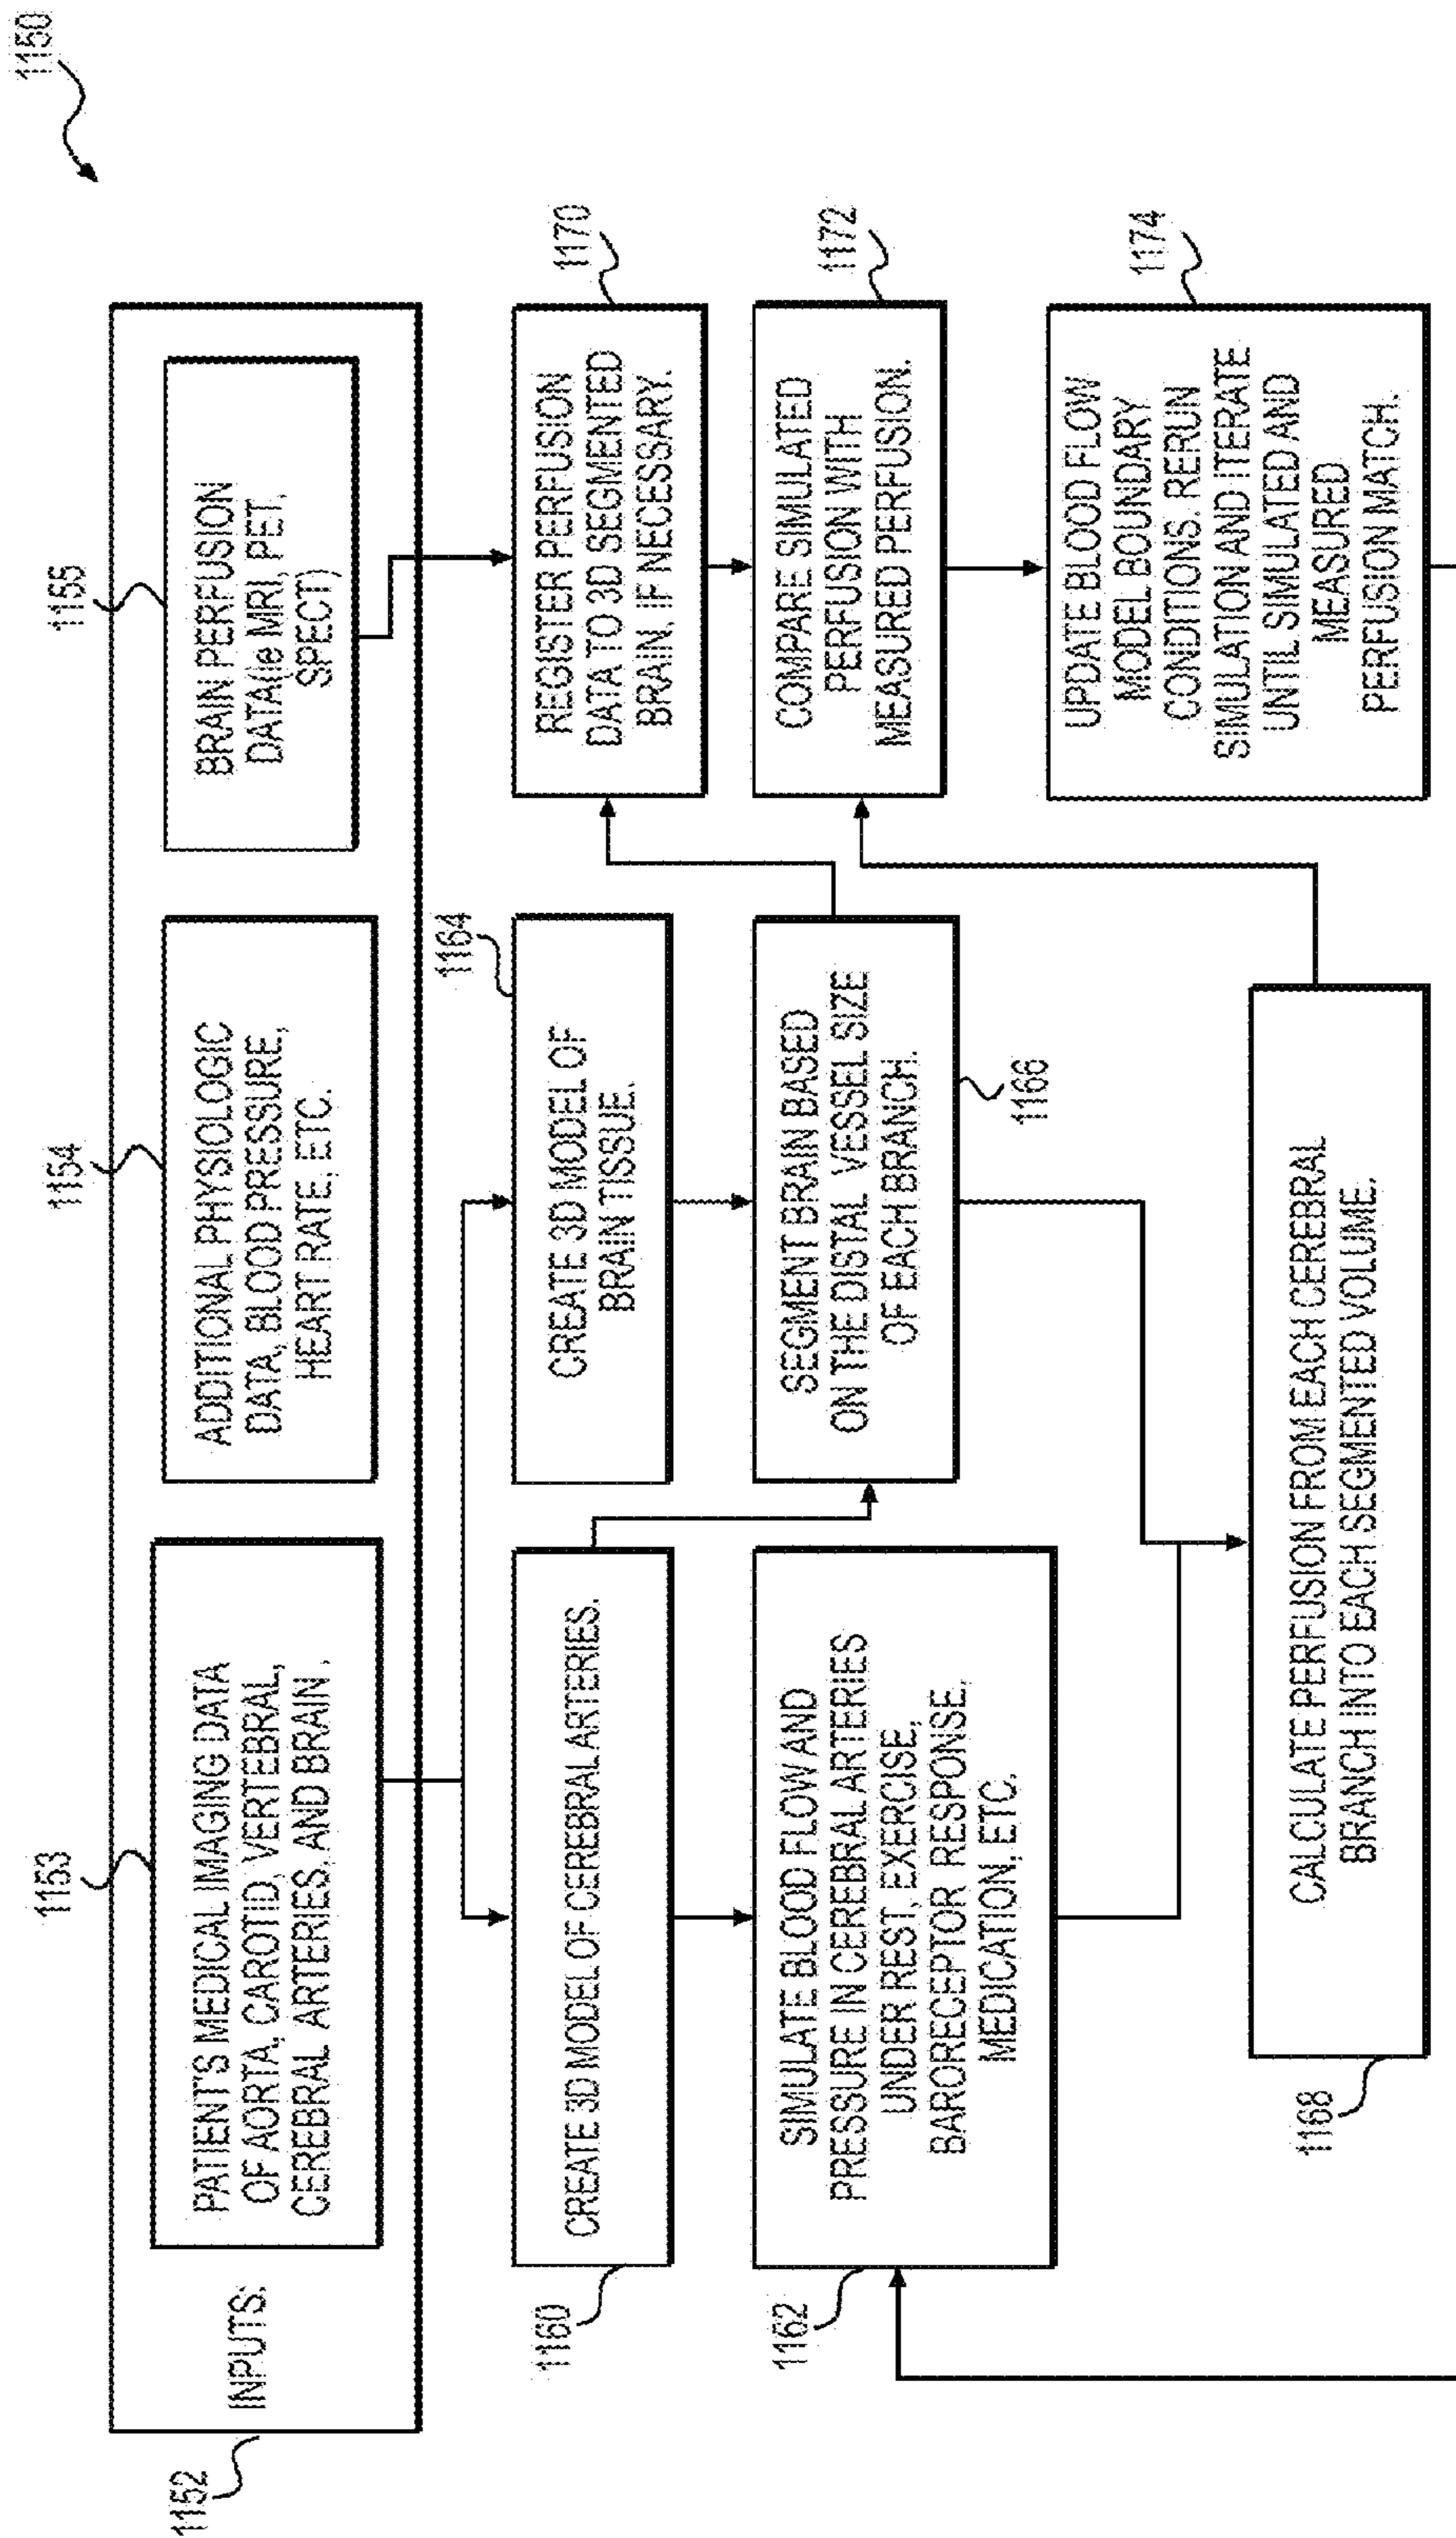 1150
1152
INPUTS:
1153
PATIENT'S MEDICAL IMAGING DATA
OF AORTA, CAROTID, VERTEBRAL,
CEREBRAL ARTERIES, AND BRAIN.
1154
ADDITIONAL PHYSIOLOGIC
DATA, BLOOD PRESSURE,
HEART RATE, ETC.
1155
BRAIN PERFUSION
DATA(ie MRI, PET,
SPECT)
1160
CREATE 3D MODEL OF CEREBRAL ARTERIES.
1164
CREATE 3D MODEL OF
BRAIN TISSUE.
1170
REGISTER PERFUSION
DATA TO 3D SEGMENTED
BRAIN, IF NECESSARY.
1162
SIMULATE BLOOD FLOW AND
PRESSURE IN CEREBRAL ARTERIES
UNDER REST, EXERCISE,
BARORECEPTOR RESPONSE,
MEDICATION, ETC.
SEGMENT BRAIN BASED
ON THE DISTAL VESSEL SIZE
OF EACH BRANCH.
1166
1172
COMPARE SIMULATED
PERFUSION WITH
MEASURED PERFUSION.
1168
CALCULATE PERFUSION FROM EACH CEREBRAL
BRANCH INTO EACH SEGMENTED VOLUME.
1174
UPDATE BLOOD FLOW
MODEL BOUNDARY
CONDITIONS. RERUN
SIMULATION AND ITERATE
UNTIL SIMULATED AND
MEASURED
PERFUSION MATCH.